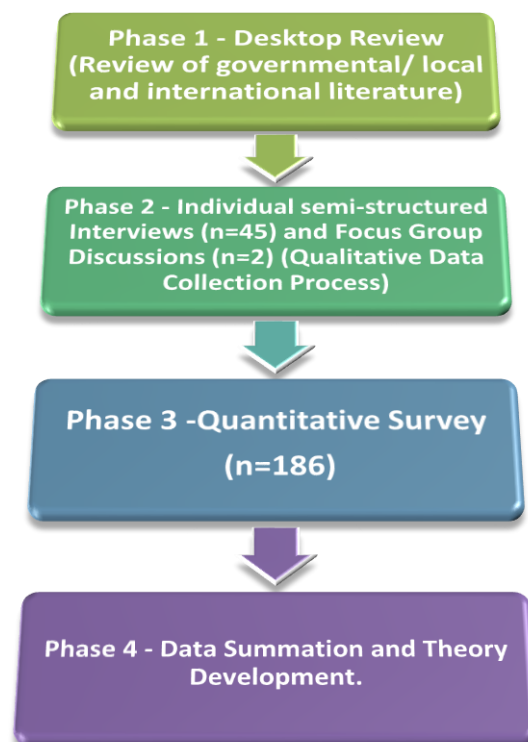 Phase 1 - Desktop Review
(Review of governmental/ local
and international literature)
Phase 2 - Individual semi-structured
Interviews (n=45) and Focus Group
Discussions (n=2) (Qualitative Data
Collection Process)
Phase 3 -Quantitative Survey
(n=186)
Phase 4 - Data Summation and Theory
Development.